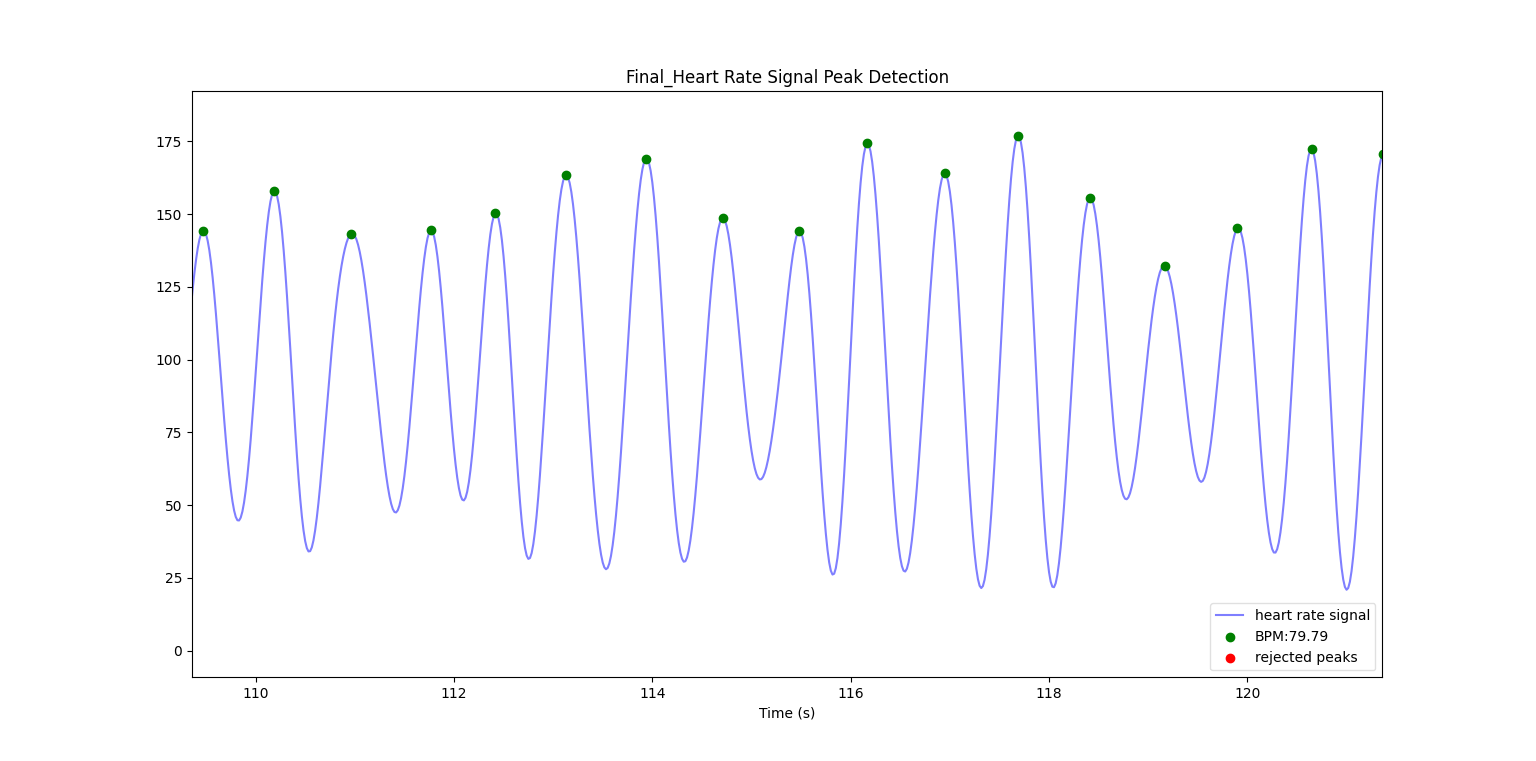 Final_Heart Rate Signal Peak Detection
175
150
125
100
75
50
25
0
heart rate signal
BPM:79.79
rejected peaks
110 112 114 116 118 120
Time (s)